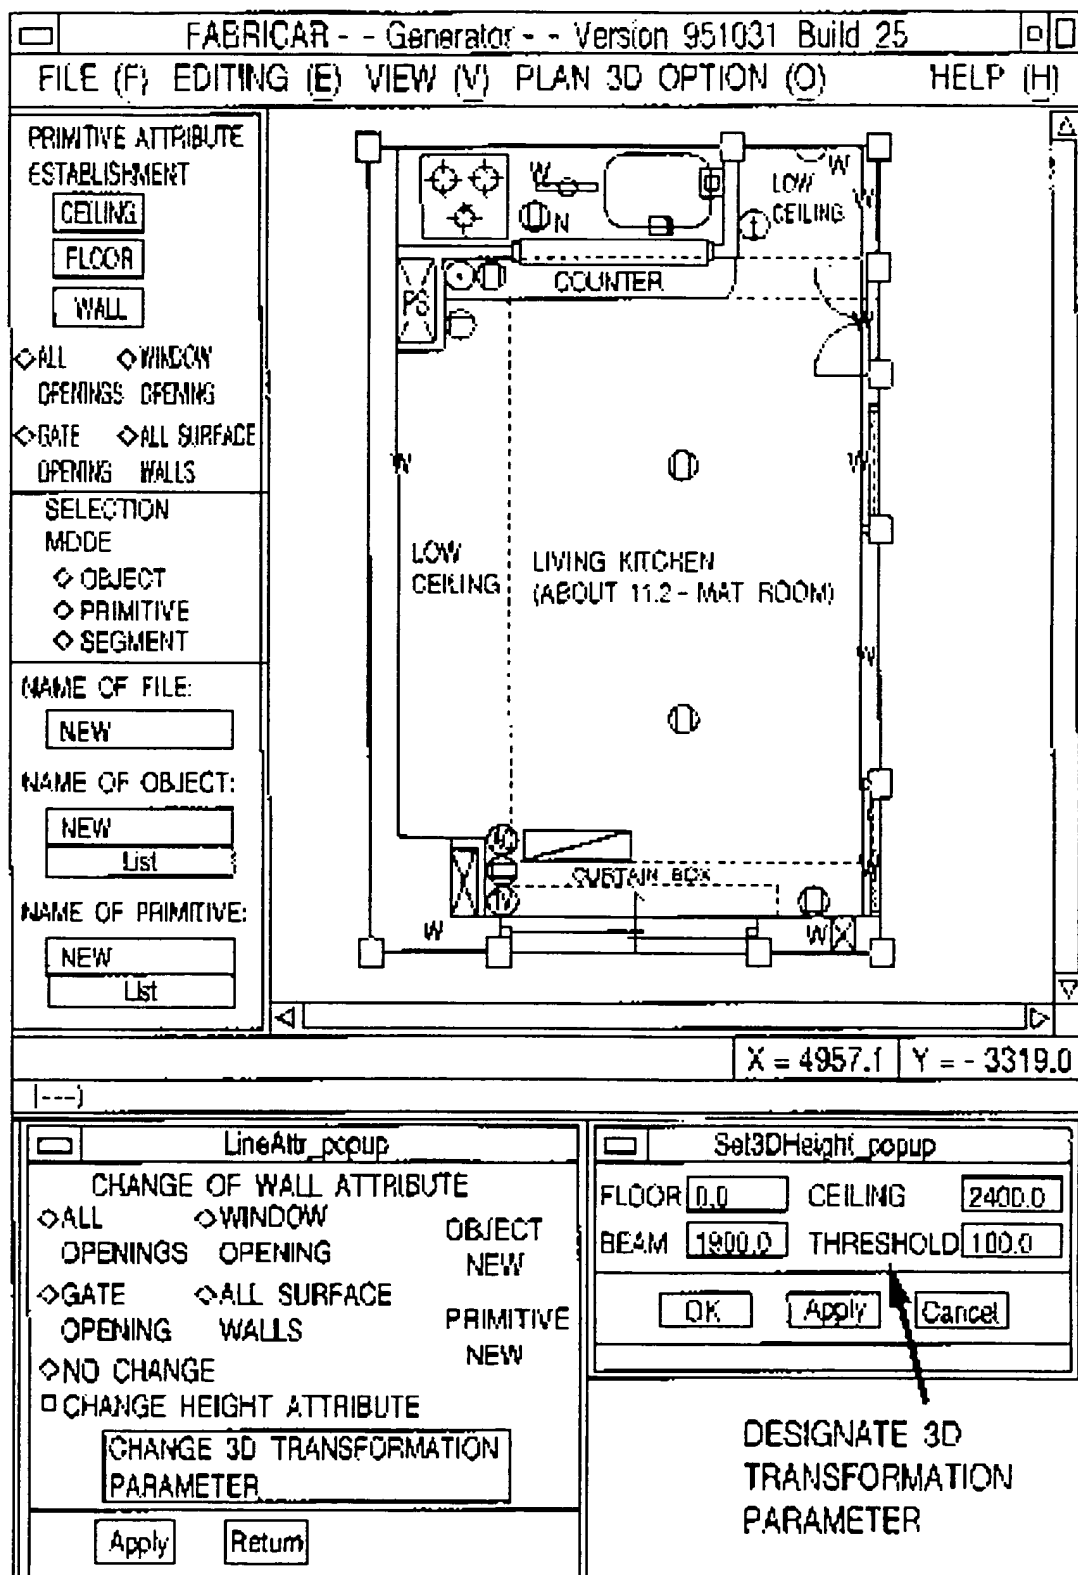 FABRICAR - - Generator - - Version 951031 Build 25
FILE (F) EDITING (E) VIEW (V) PLAN 3D OPTION (O) HELP (H)
PRIMITIVE ATTRIBUTE
ESTABLISHMENT
CEILING
FLOOR
WALL
ALL WINDOW
OPENINGS OPENING
GATE ALL SURFACE
OPENING WALLS
SELECTION
MODE
OBJECT
PRIMITIVE
SEGMENT
NAME OF FILE:
NEW
NAME OF OBJECT:
NEW
List
NAME OF PRIMITIVE:
NEW
List
W
N
W
LOW
CEILING
W
COUNTER
PS
W
W
W
LOW
CEILING
LIVING KITCHEN
(ABOUT 11.2 - MAT ROOM)
W
CURTAIN BOX
TV
W
W
X = 4957.1 Y = - 3319.0
(---)
LineAttr_popup
CHANGE OF WALL ATTRIBUTE
ALL WINDOW
OPENINGS OPENING
OBJECT
NEW
GATE ALL SURFACE
OPENING WALLS
PRIMITIVE
NEW
NO CHANGE
CHANGE HEIGHT ATTRIBUTE
CHANGE 3D TRANSFORMATION
PARAMETER
Apply Return
Set3DHeight_popup
FLOOR 0.0 CEILING 2400.0
BEAM 1900.0 THRESHOLD 100.0
OK Apply Cancel
DESIGNATE 3D
TRANSFORMATION
PARAMETER